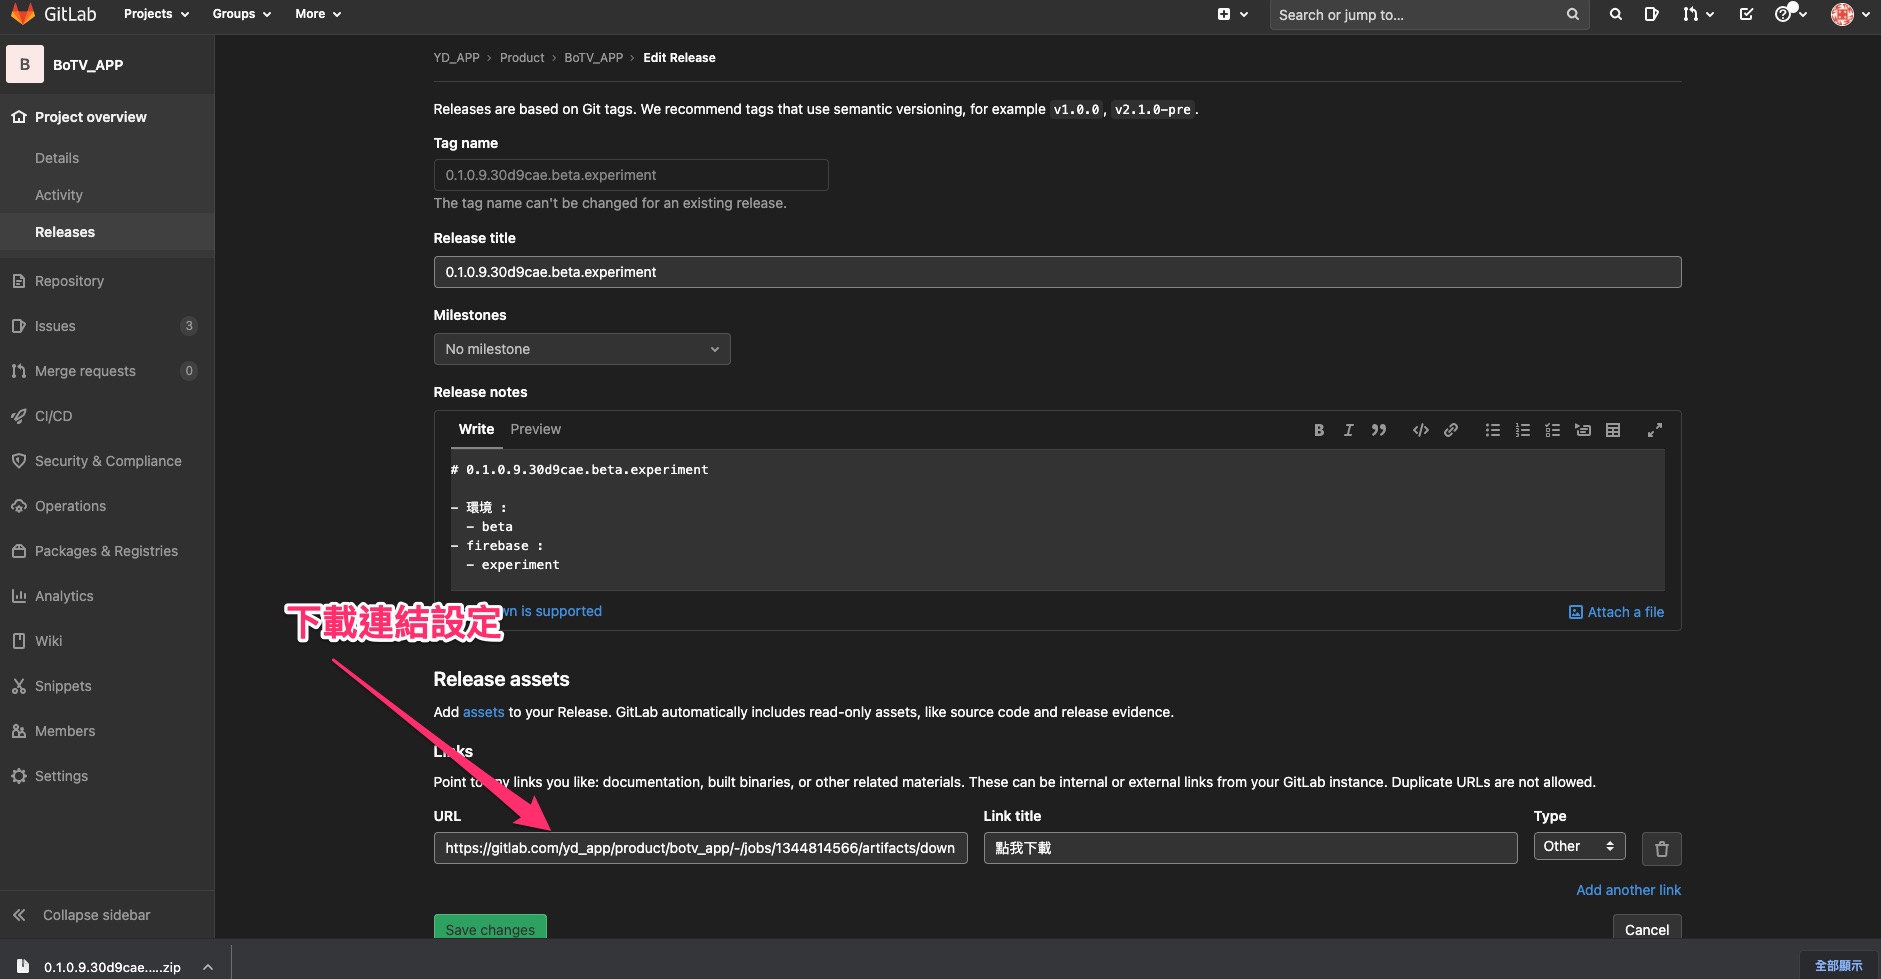 GitLab Projects Groups More Search or jump to...
B BoTV_APP
Project overview
Details
Activity
Releases
Repository
Issues 3
Merge requests 0
CI/CD
Security & Compliance
Operations
Packages & Registries
Analytics
Wiki
Snippets
Members
Settings
Collapse sidebar
YD_APP › Product › BoTV_APP › Edit Release
Releases are based on Git tags. We recommend tags that use semantic versioning, for example v1.0.0, v2.1.0-pre.
Tag name
0.1.0.9.30d9cae.beta.experiment
The tag name can't be changed for an existing release.
Release title
0.1.0.9.30d9cae.beta.experiment
Milestones
No milestone
Release notes
Write Preview
# 0.1.0.9.30d9cae.beta.experiment
- 環境 :
- beta
- firebase :
- experiment
is supported Attach a file
下載連結設定
Release assets
Add assets to your Release. GitLab automatically includes read-only assets, like source code and release evidence.
Links
Point to any links you like: documentation, built binaries, or other related materials. These can be internal or external links from your GitLab instance. Duplicate URLs are not allowed.
URL Link title Type
https://gitlab.com/yd_app/product/botv_app/-/jobs/1344814566/artifacts/down 點我下載 Other
Add another link
Save changes Cancel
0.1.0.9.30d9cae.....zip 全部顯示